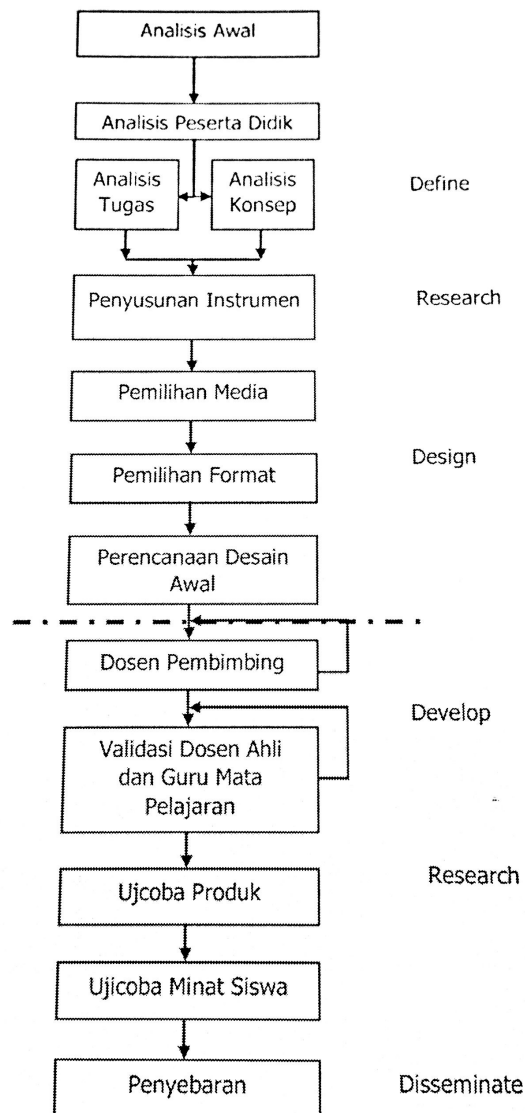 Analisis Awal
Analisis Peserta Didik
Analisis
Tugas
Analisis
Konsep
Define
Penyusunan Instrumen
Research
Pemilihan Media
Design
Pemilihan Format
Perencanaan Desain
Awal
Dosen Pembimbing
Develop
Validasi Dosen Ahli
dan Guru Mata
Pelajaran
Research
Ujcoba Produk
Ujicoba Minat Siswa
Penyebaran
Disseminate